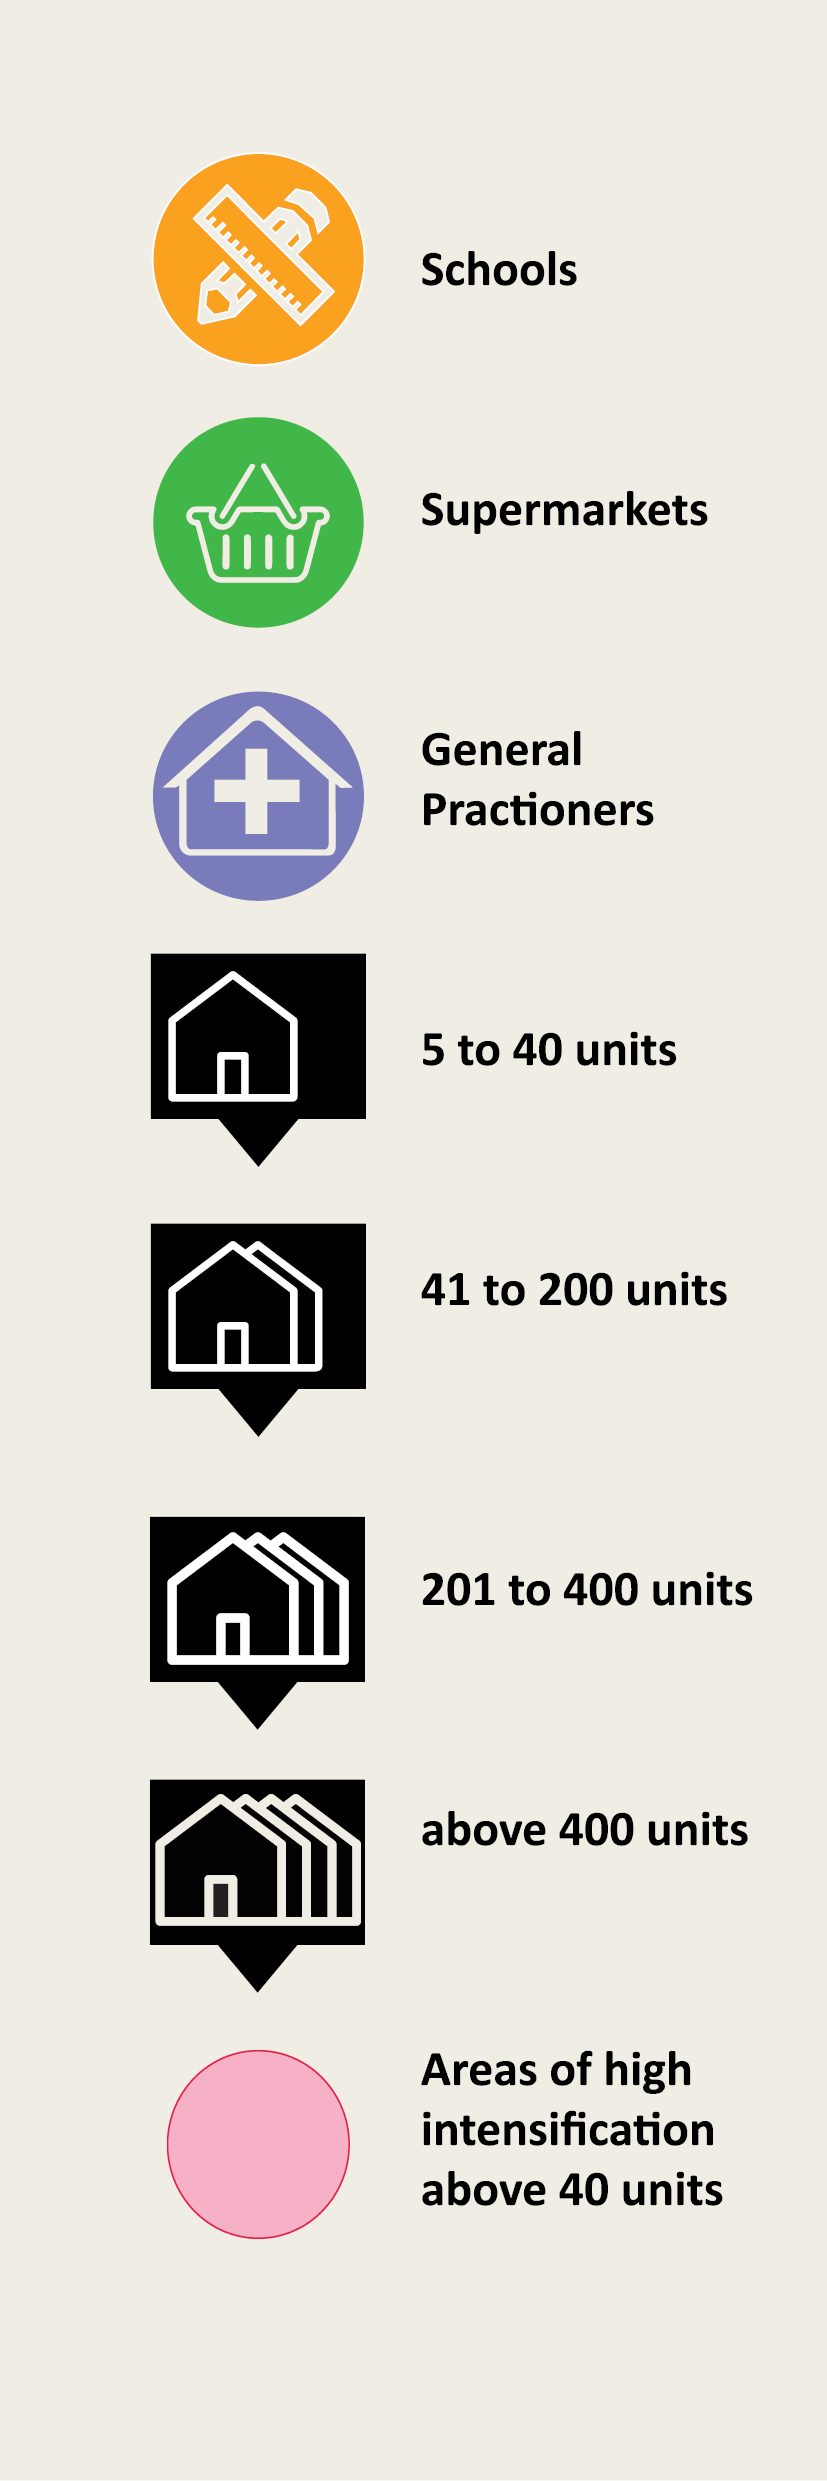 Schools
Supermarkets
General
Practioners
5 to 40 units
41 to 200 units
201 to 400 units
above 400 units
Areas of high
intensification
above 40 units